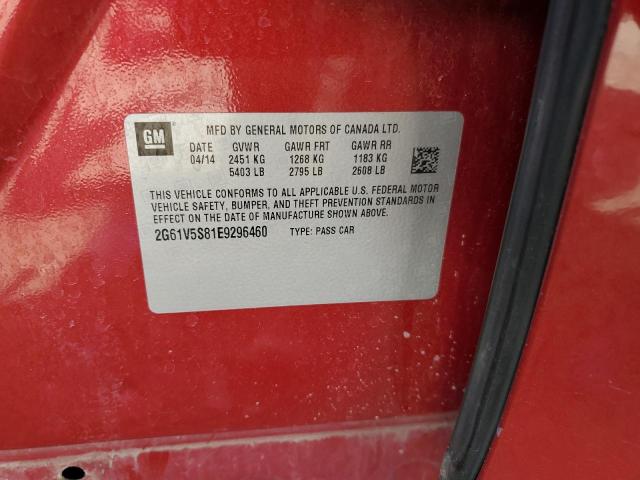 GM
MFD BY GENERAL MOTORS OF CANADA LTD.
DATE GVWR GAWR FRT GAWR RR
04/14 2451 KG 1268 KG 1183 KG
5403 LB 2795 LB 2608 LB
THIS VEHICLE CONFORMS TO ALL APPLICABLE U.S. FEDERAL MOTOR
VEHICLE SAFETY, BUMPER, AND THEFT PREVENTION STANDARDS IN
EFFECT ON THE DATE OF MANUFACTURE SHOWN ABOVE.
2G61V5S81E9296460 TYPE: PASS CAR